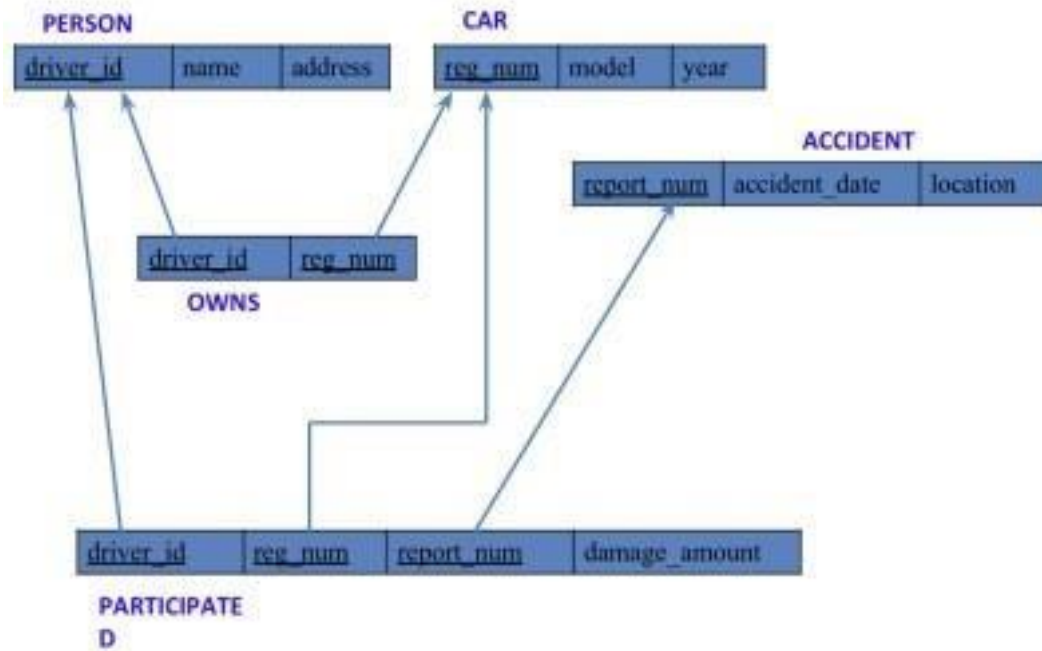 PERSON
driver_id name address
CAR
reg_num model year
ACCIDENT
report_num accident_date location
driver_id reg_num
OWNS
driver_id reg_num report_num damage_amount
PARTICIPATE
D